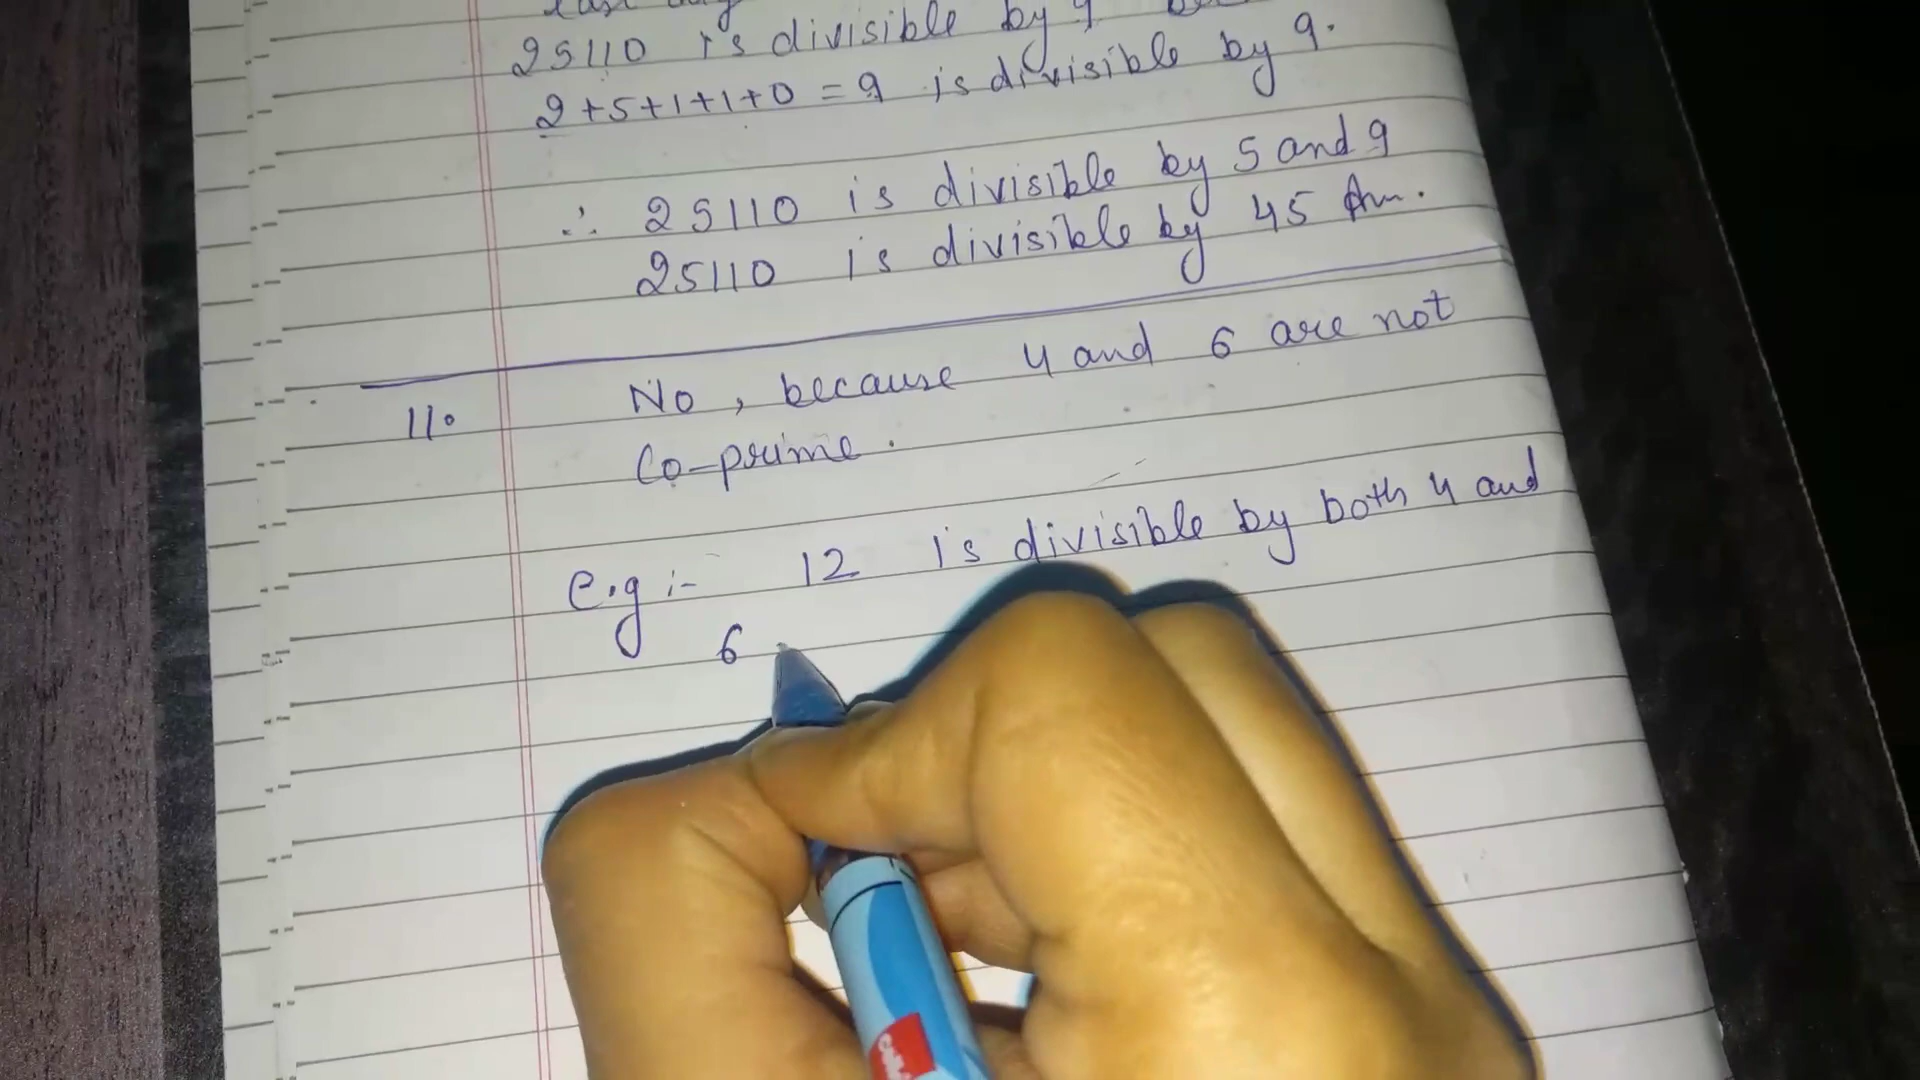 25110 is divisible by 9
2+5+1+1+0 = 9 is divisible by 9.
∴ 25110 is divisible by 5 and 9
25110 is divisible by 45 Ans.
11. No, because 4 and 6 are not
Co-prime.
e.g :- 12 is divisible by both 4 and
6